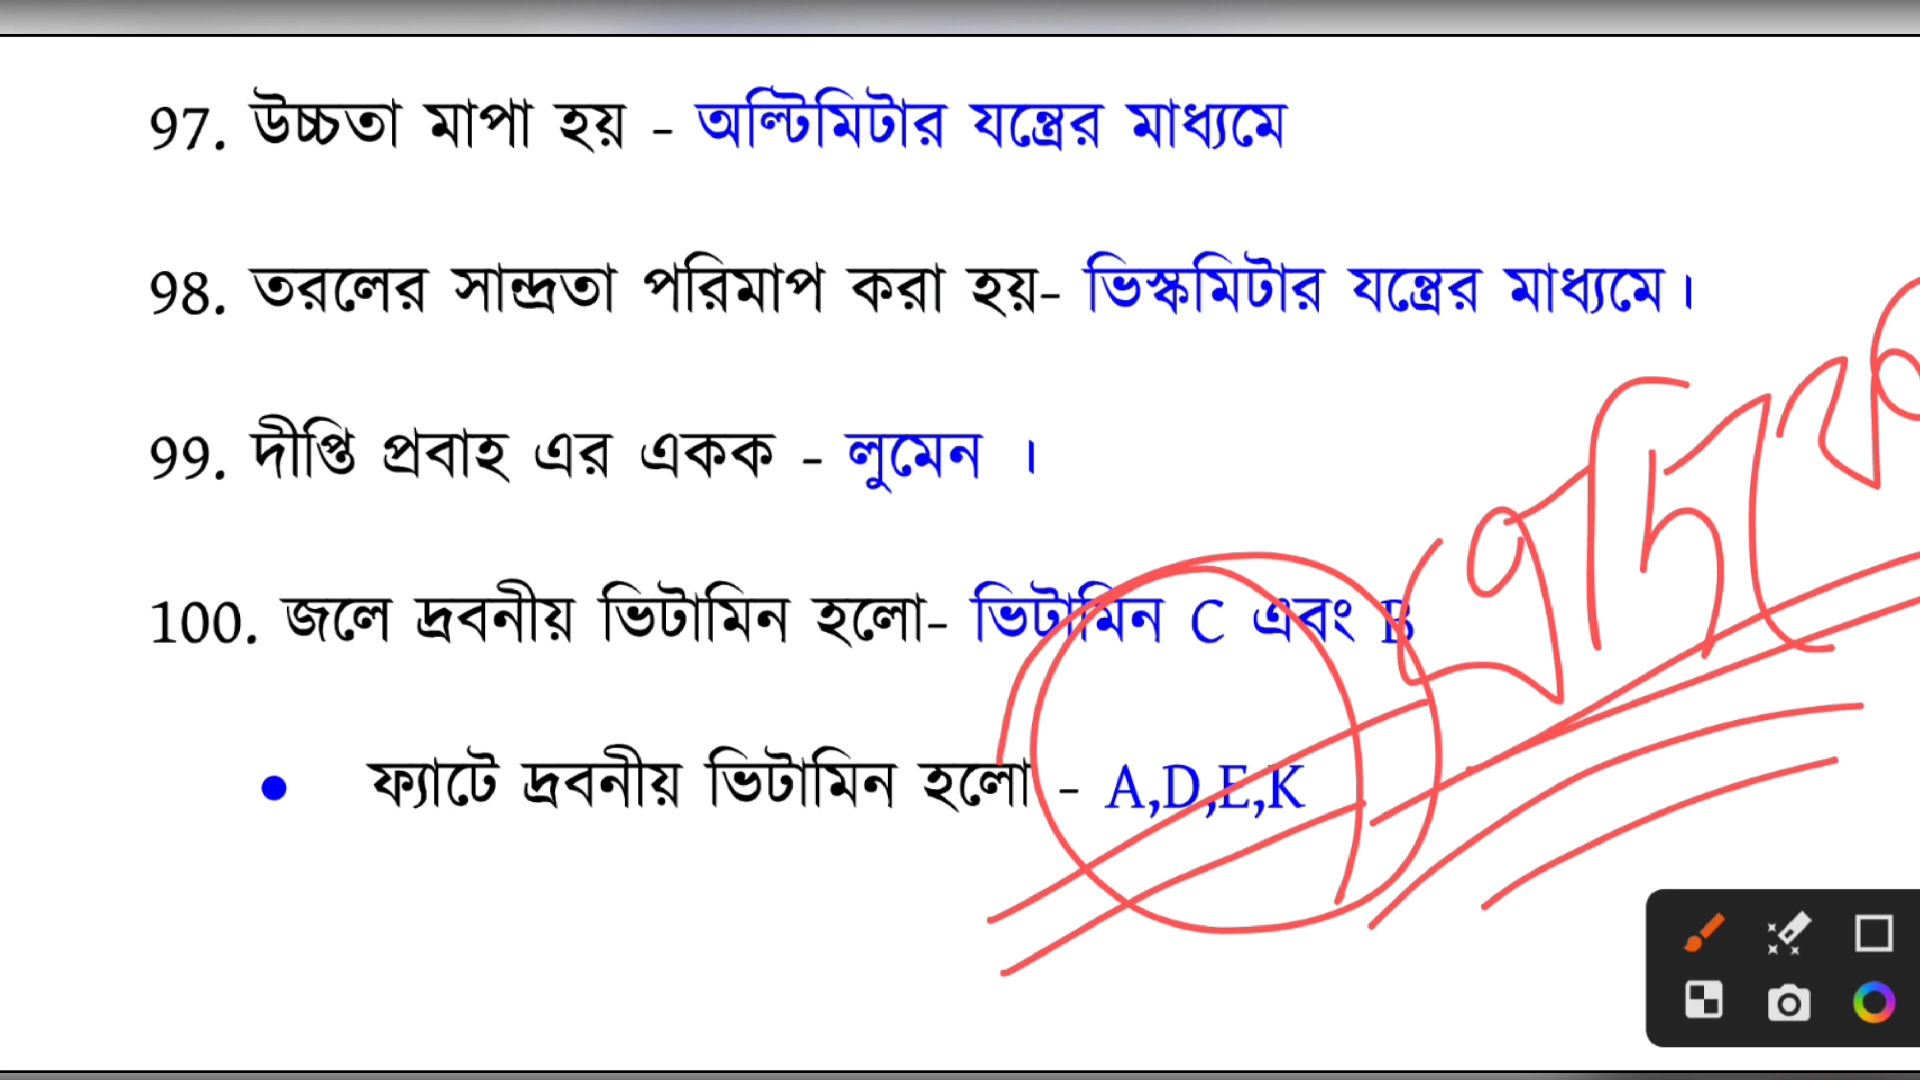 97. উচ্চতা মাপা হয় - অল্টিমিটার যন্ত্রের মাধ্যমে
98. তরলের সান্দ্রতা পরিমাপ করা হয়- ভিস্কমিটার যন্ত্রের মাধ্যমে।
99. দীপ্তি প্রবাহ এর একক - লুমেন ।
100. জলে দ্রবনীয় ভিটামিন হলো- ভিটামিন C এবং B
● ফ্যাটে দ্রবনীয় ভিটামিন হলো - A,D,E,K